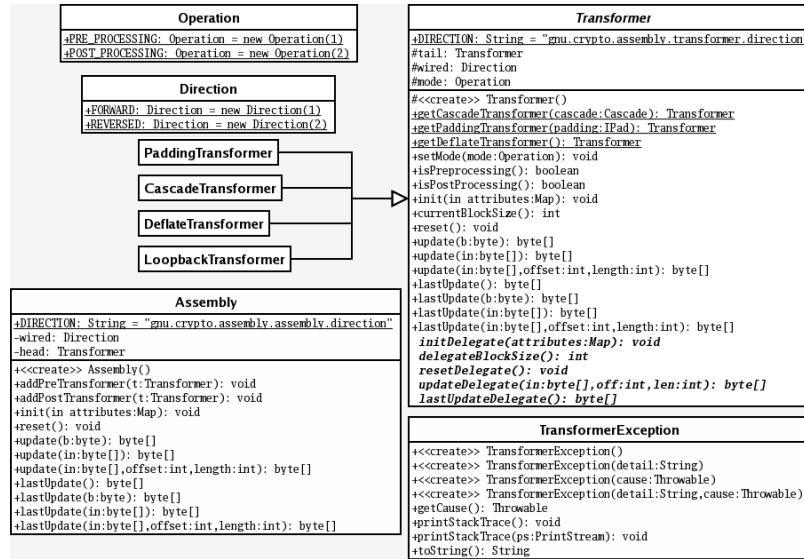 Operation
+PRE_PROCESSING: Operation = new Operation(1)
+POST_PROCESSING: Operation = new Operation(2)
Direction
+FORWARD: Direction = new Direction(1)
+REVERSED: Direction = new Direction(2)
PaddingTransformer
CascadeTransformer
DeflateTransformer
LoopbackTransformer
Assembly
+DIRECTION: String = "gnu.crypto.assembly.assembly.direction"
-wired: Direction
-head: Transformer
+<<create>> Assembly()
+addPreTransformer(t:Transformer): void
+addPostTransformer(t:Transformer): void
+init(in attributes:Map): void
+reset(): void
+update(b:byte): byte[]
+update(in:byte[]): byte[]
+update(in:byte[],offset:int,length:int): byte[]
+lastUpdate(): byte[]
+lastUpdate(b:byte): byte[]
+lastUpdate(in:byte[]): byte[]
+lastUpdate(in:byte[],offset:int,length:int): byte[]
Transformer
+DIRECTION: String = "gnu.crypto.assembly.transformer.direction
#tail: Transformer
#wired: Direction
#mode: Operation
#<<create>> Transformer()
+getCascadeTransformer(cascade:Cascade): Transformer
+getPaddingTransformer(padding:IPad): Transformer
+getDeflateTransformer(): Transformer
+setMode(mode:Operation): void
+isPreprocessing(): boolean
+isPostProcessing(): boolean
+init(in attributes:Map): void
+currentBlockSize(): int
+reset(): void
+update(b:byte): byte[]
+update(in:byte[]): byte[]
+update(in:byte[],offset:int,length:int): byte[]
+lastUpdate(): byte[]
+lastUpdate(b:byte): byte[]
+lastUpdate(in:byte[]): byte[]
+lastUpdate(in:byte[],offset:int,length:int): byte[]
initDelegate(attributes:Map): void
delegateBlockSize(): int
resetDelegate(): void
updateDelegate(in:byte[],off:int,len:int): byte[]
lastUpdateDelegate(): byte[]
TransformerException
+<<create>> TransformerException()
+<<create>> TransformerException(detail:String)
+<<create>> TransformerException(cause:Throwable)
+<<create>> TransformerException(detail:String,cause:Throwable)
+getCause(): Throwable
+printStackTrace(): void
+printStackTrace(ps:PrintStream): void
+toString(): String